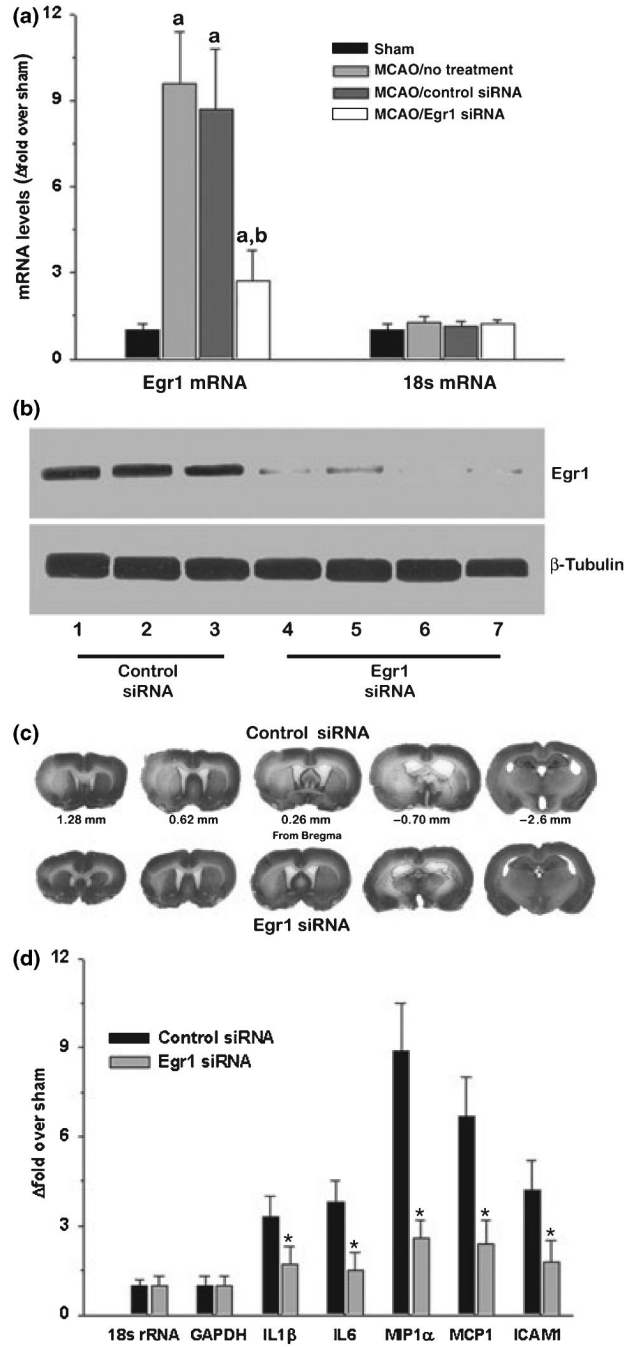 (a)
12
9
6
3
0
mRNA levels (Δfold over sham)
a
a
a,b
Sham
MCAO/no treatment
MCAO/control siRNA
MCAO/Egr1 siRNA
Egr1 mRNA
18s mRNA
(b)
Egr1
β-Tubulin
1 2 3 4 5 6 7
Control
siRNA
Egr1
siRNA
(c)
Control siRNA
1.28 mm 0.62 mm 0.26 mm −0.70 mm −2.6 mm
From Bregma
Egr1 siRNA
(d)
12
9
6
3
0
Δfold over sham
Control siRNA
Egr1 siRNA
* * * * *
18s rRNA GAPDH IL1β IL6 MIP1α MCP1 ICAM1